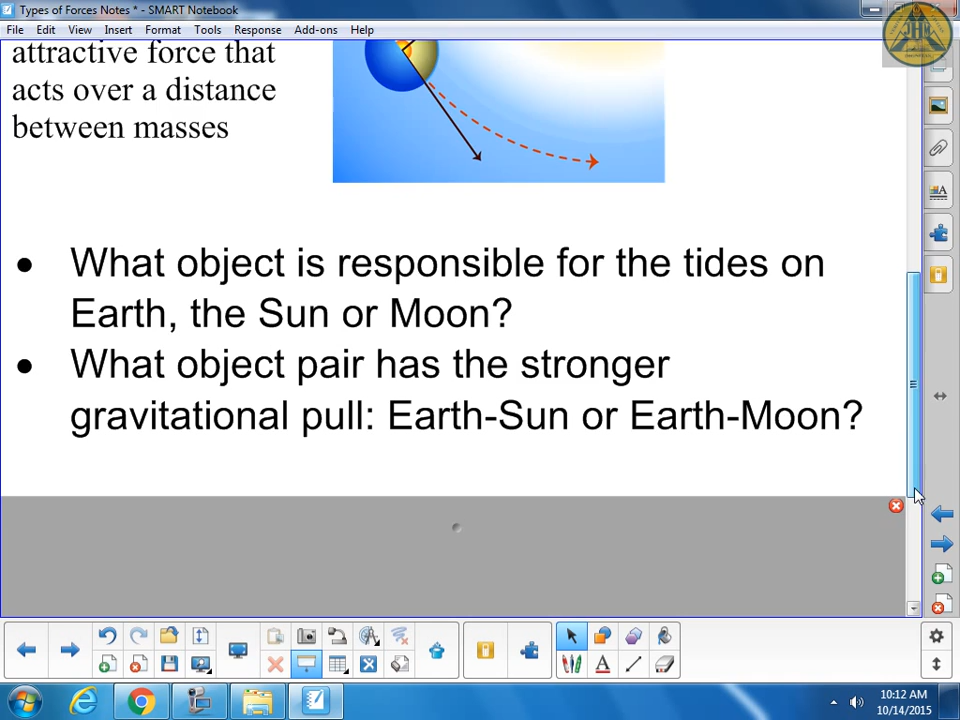 Types of Forces Notes * - SMART Notebook
File Edit View Insert Format Tools Response Add-ons Help
attractive force that
acts over a distance
between masses
• What object is responsible for the tides on
Earth, the Sun or Moon?
• What object pair has the stronger
gravitational pull: Earth-Sun or Earth-Moon?
10:12 AM
10/14/2015